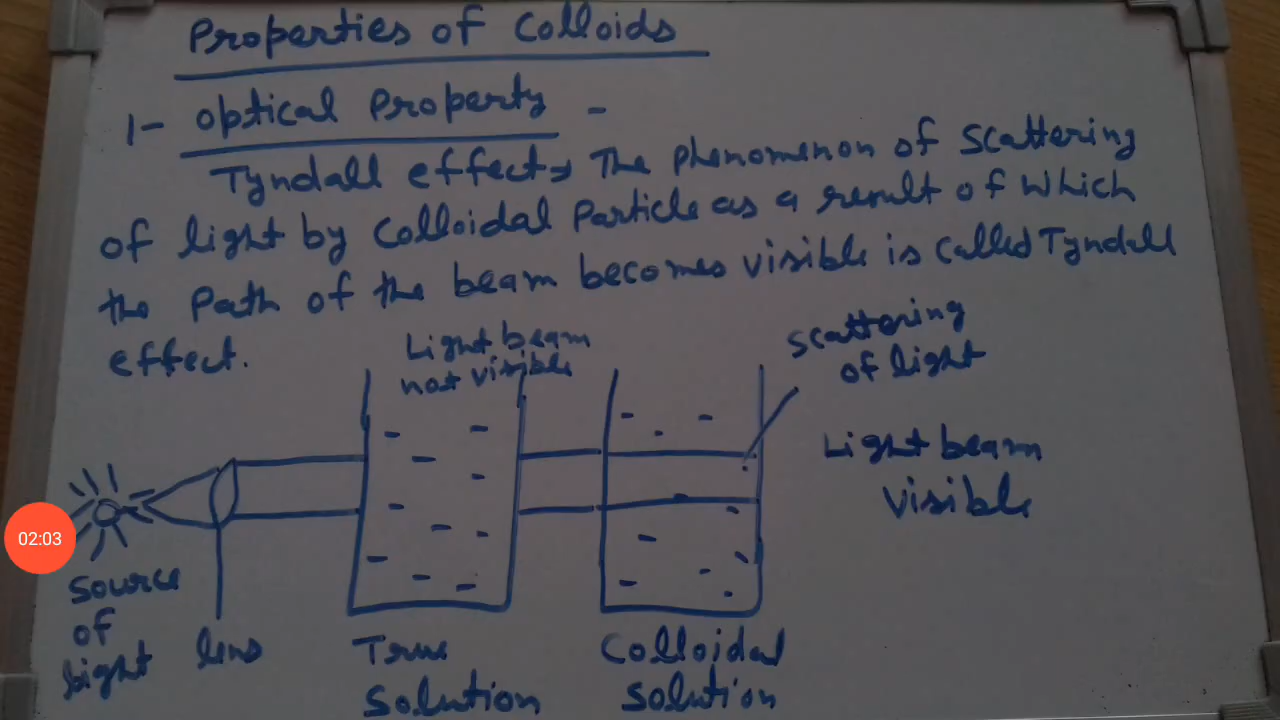 Properties of Colloids
1- optical Property -
Tyndall effect→ The phenomenon of scattering
of light by Colloidal Particle as a result of which
the Path of the beam becomes visible is called Tyndall
effect.
Light beam
not visible
scattering
of light
Light beam
visible
02:03
source
of
light
lens
True
solution
Colloidal
solution